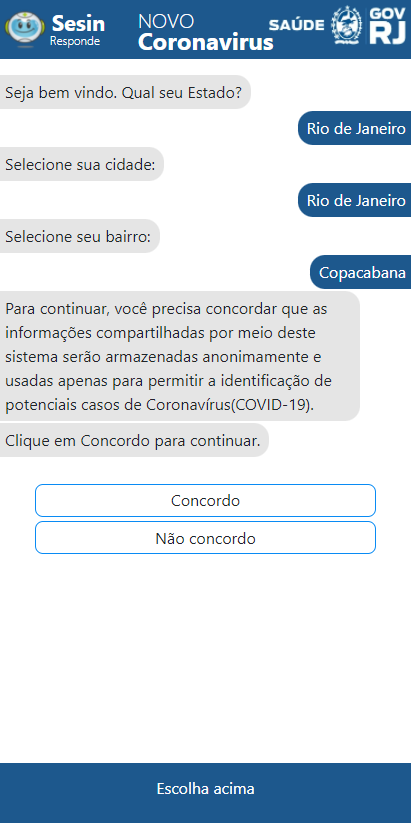 Sesin
Responde
NOVO
Coronavirus
SAÚDE
GOV
RJ
Seja bem vindo. Qual seu Estado?
Rio de Janeiro
Selecione sua cidade:
Rio de Janeiro
Selecione seu bairro:
Copacabana
Para continuar, você precisa concordar que as
informações compartilhadas por meio deste
sistema serão armazenadas anonimamente e
usadas apenas para permitir a identificação de
potenciais casos de Coronavírus(COVID-19).
Clique em Concordo para continuar.
Concordo
Não concordo
Escolha acima